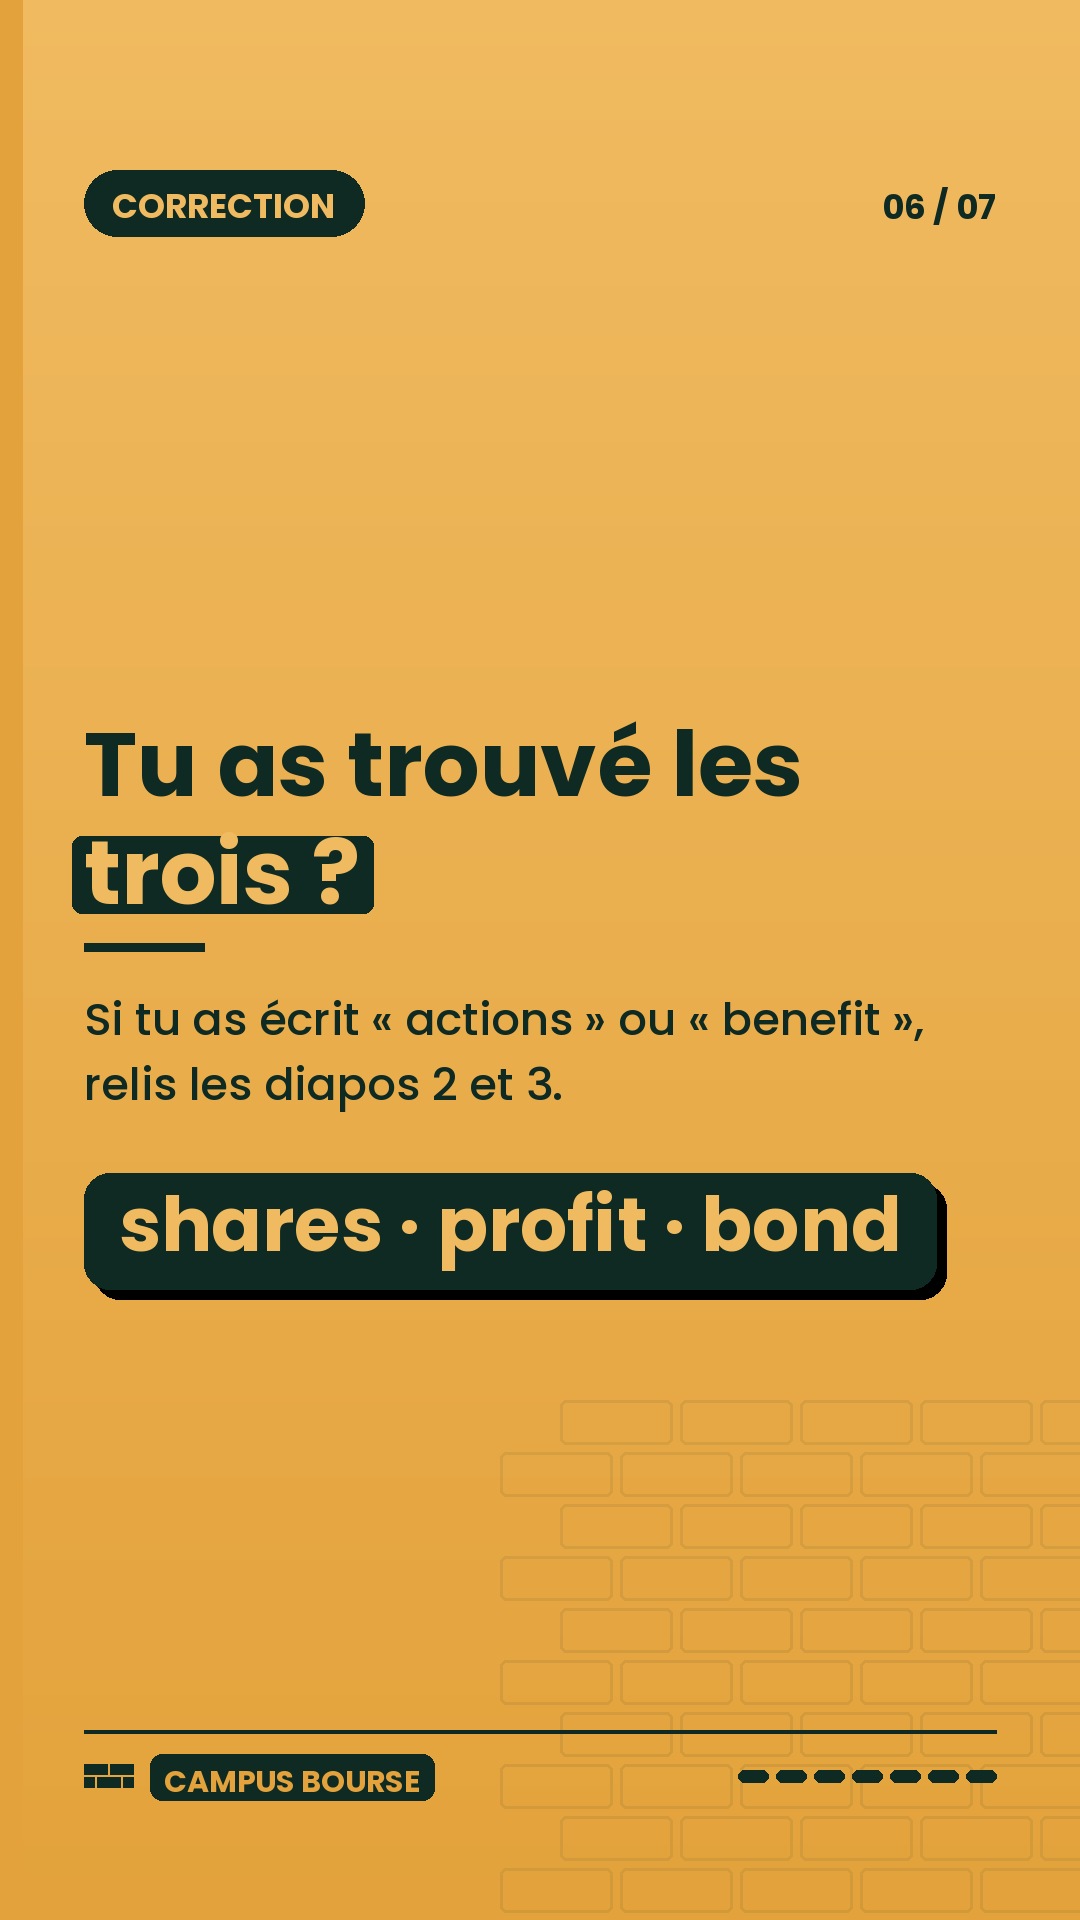 CORRECTION
06 / 07
Tu as trouvé les
trois ?
Si tu as écrit « actions » ou « benefit »,
relis les diapos 2 et 3.
shares · profit · bond
CAMPUS BOURSE